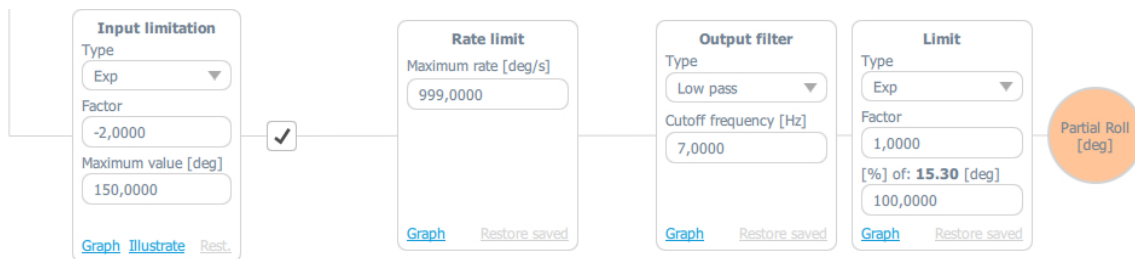 Input limitation
Type
Exp
Factor
-2,0000
Maximum value [deg]
150,0000
Graph Illustrate Rest.
Rate limit
Maximum rate [deg/s]
999,0000
Graph Restore saved
Output filter
Type
Low pass
Cutoff frequency [Hz]
7,0000
Graph Restore saved
Limit
Type
Exp
Factor
1,0000
[%] of: 15.30 [deg]
100,0000
Graph Restore saved
Partial Roll
[deg]